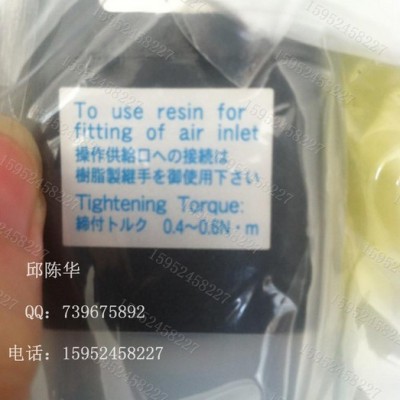 To use resin for
fitting of air inlet
操作供給口への接続は
樹脂製継手を御使用下さい
Tightening Torque:
締付トルク 0.4～0.6N・m
邱陈华
QQ：739675892
电话：15952458227